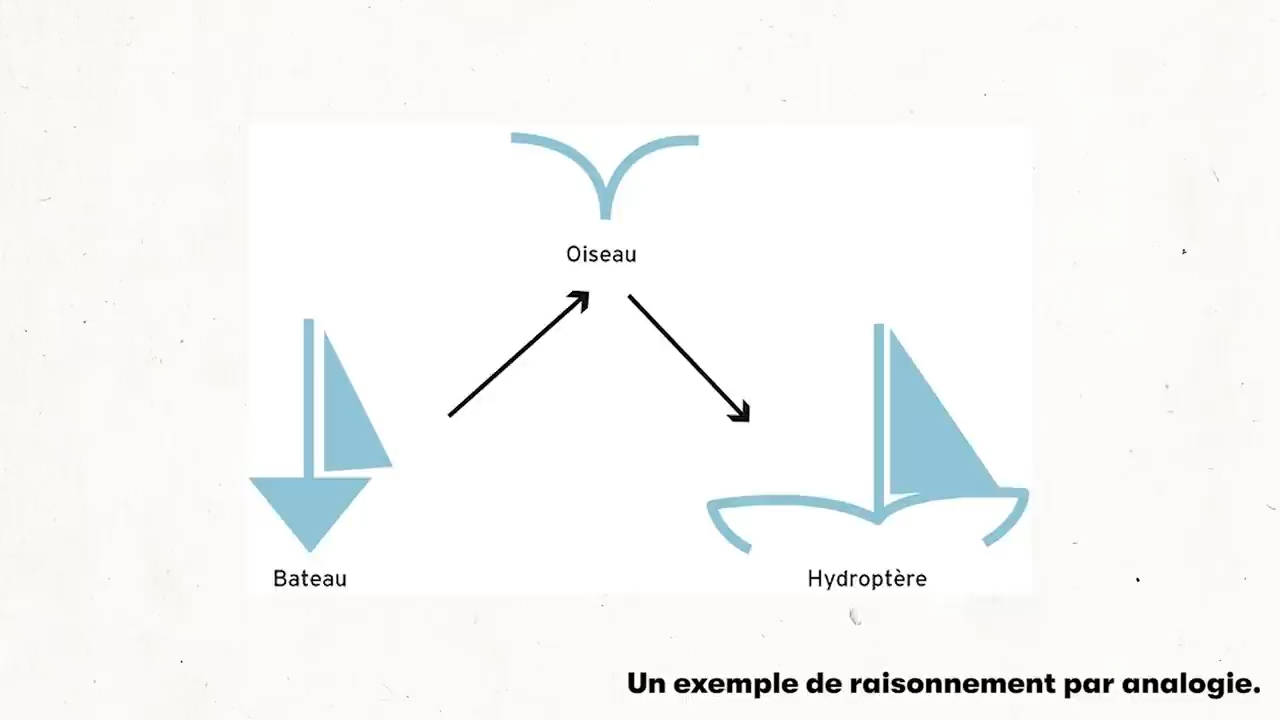 Oiseau
Bateau
Hydroptère
Un exemple de raisonnement par analogie.